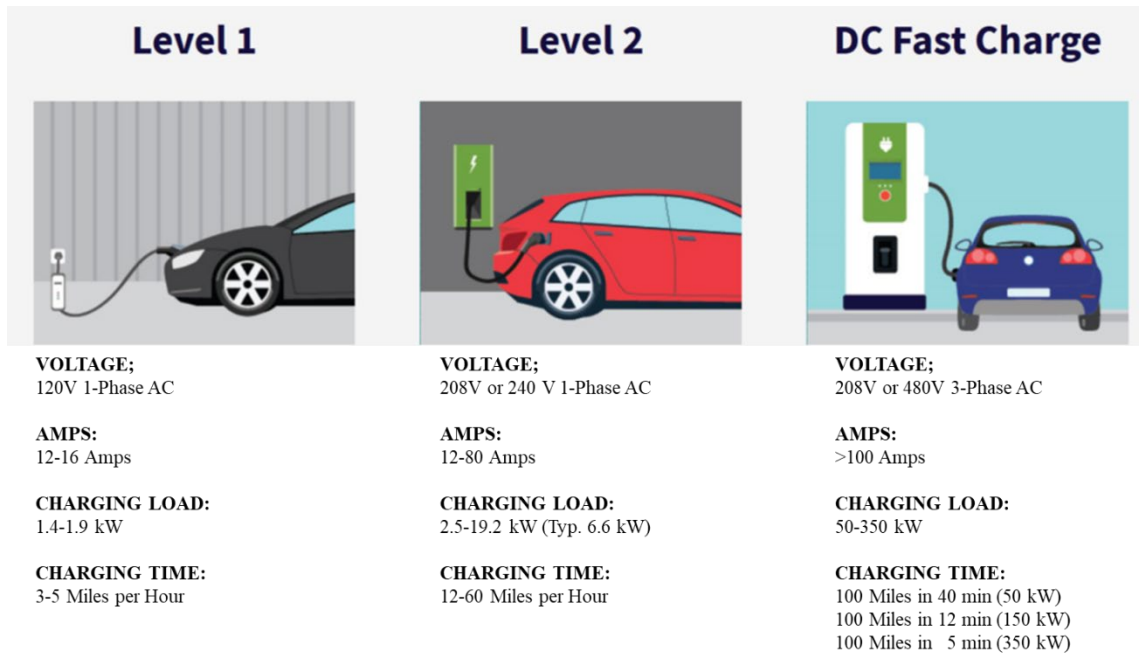 Level 1
VOLTAGE;
120V 1-Phase AC
AMPS:
12-16 Amps
CHARGING LOAD:
1.4-1.9 kW
CHARGING TIME:
3-5 Miles per Hour
Level 2
VOLTAGE;
208V or 240 V 1-Phase AC
AMPS:
12-80 Amps
CHARGING LOAD:
2.5-19.2 kW (Typ. 6.6 kW)
CHARGING TIME:
12-60 Miles per Hour
DC Fast Charge
VOLTAGE;
208V or 480V 3-Phase AC
AMPS:
>100 Amps
CHARGING LOAD:
50-350 kW
CHARGING TIME:
100 Miles in 40 min (50 kW)
100 Miles in 12 min (150 kW)
100 Miles in   5 min (350 kW)